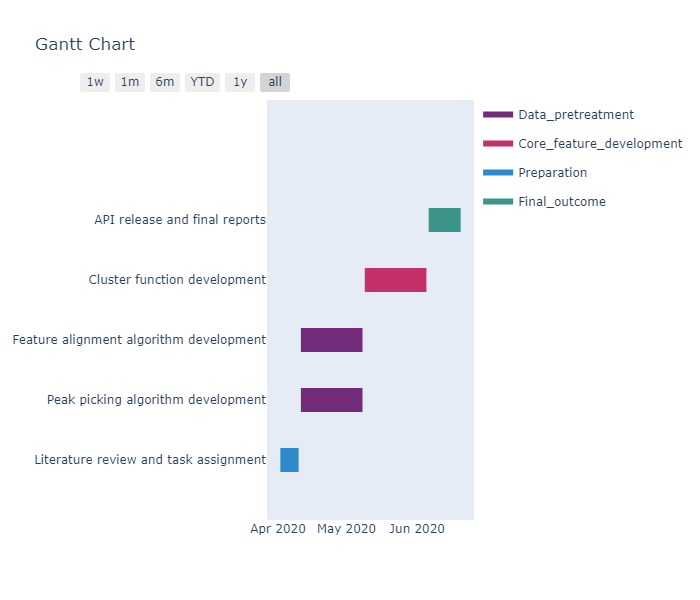 Gantt Chart
1w 1m 6m YTD 1y all
Data_pretreatment
Core_feature_development
Preparation
Final_outcome
API release and final reports
Cluster function development
Feature alignment algorithm development
Peak picking algorithm development
Literature review and task assignment
Apr 2020 May 2020 Jun 2020